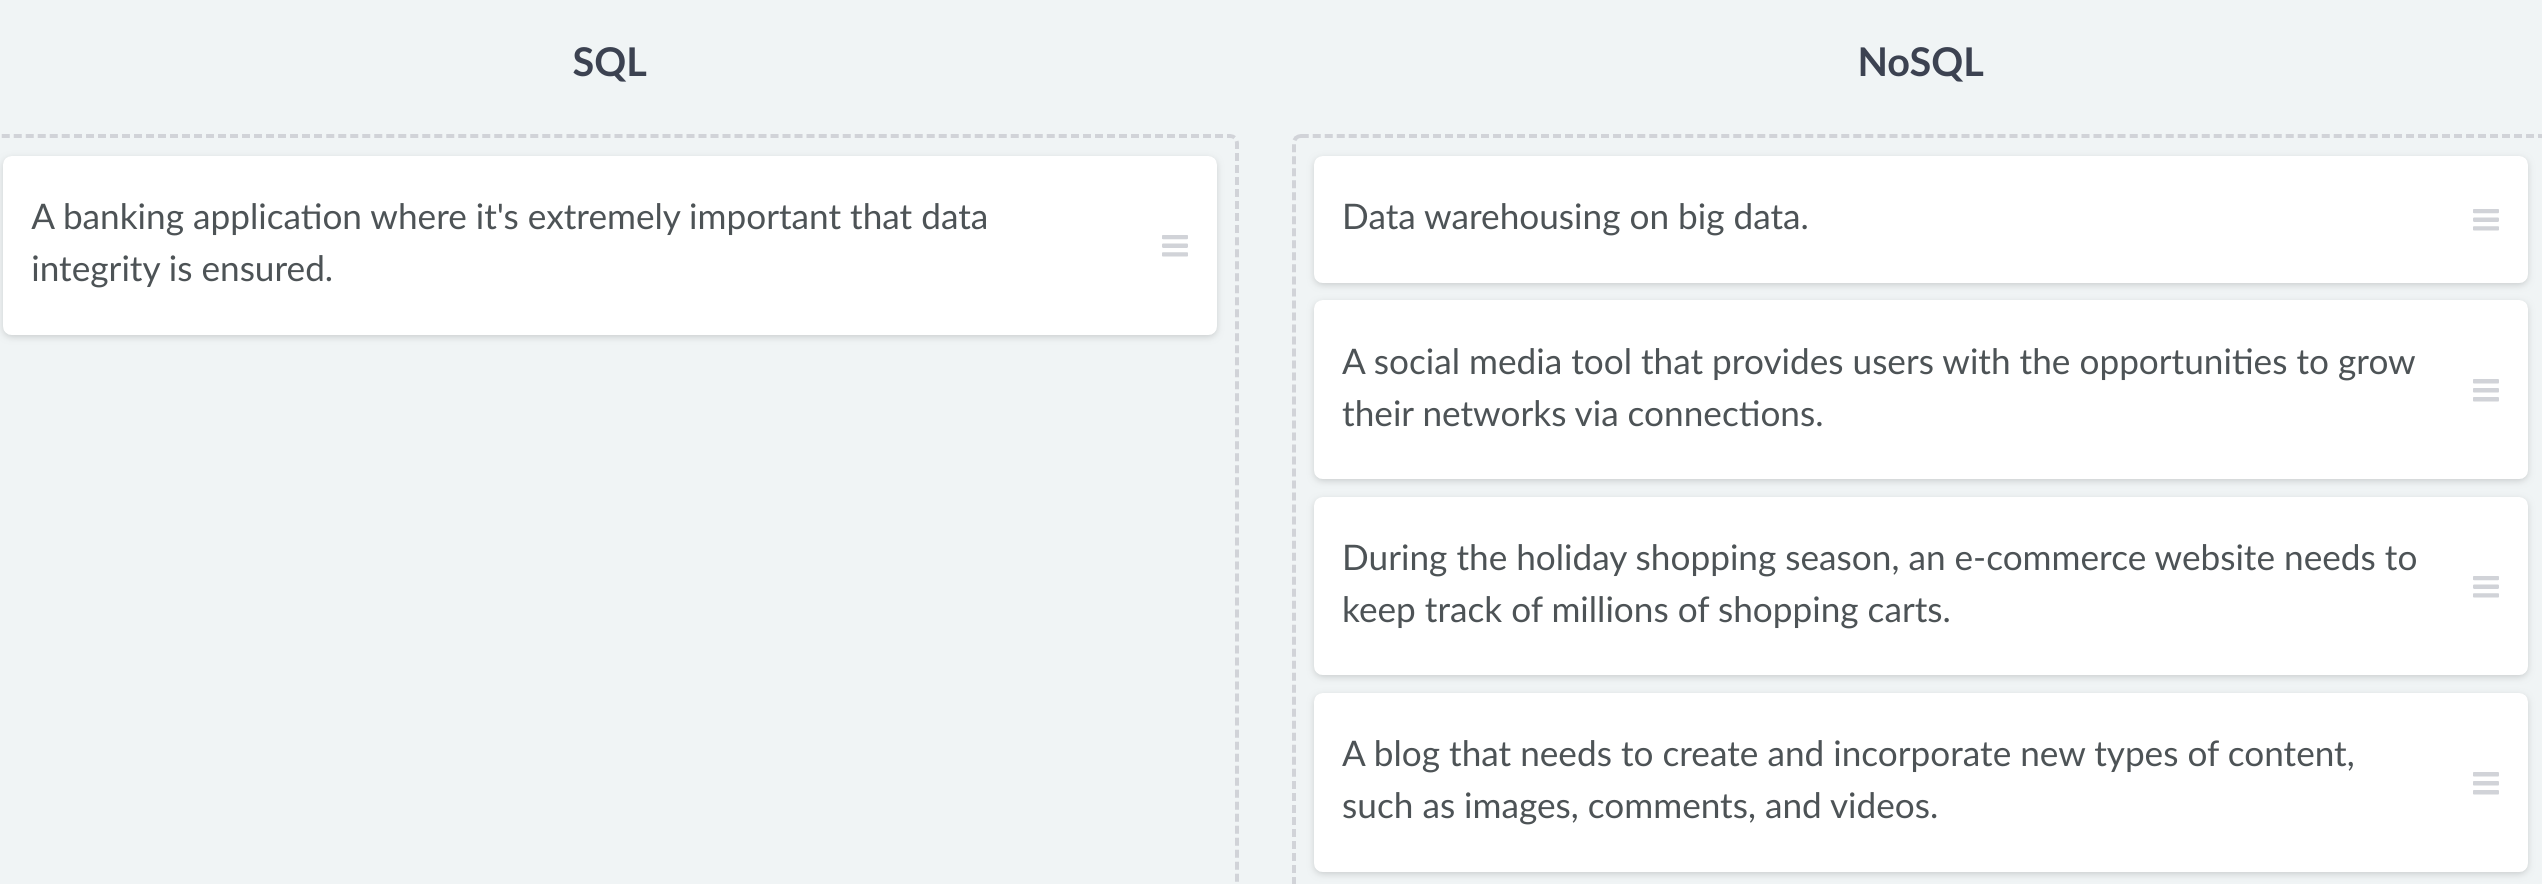 SQL
A banking application where it's extremely important that data
integrity is ensured.
NoSQL
Data warehousing on big data.
A social media tool that provides users with the opportunities to grow
their networks via connections.
During the holiday shopping season, an e-commerce website needs to
keep track of millions of shopping carts.
A blog that needs to create and incorporate new types of content,
such as images, comments, and videos.